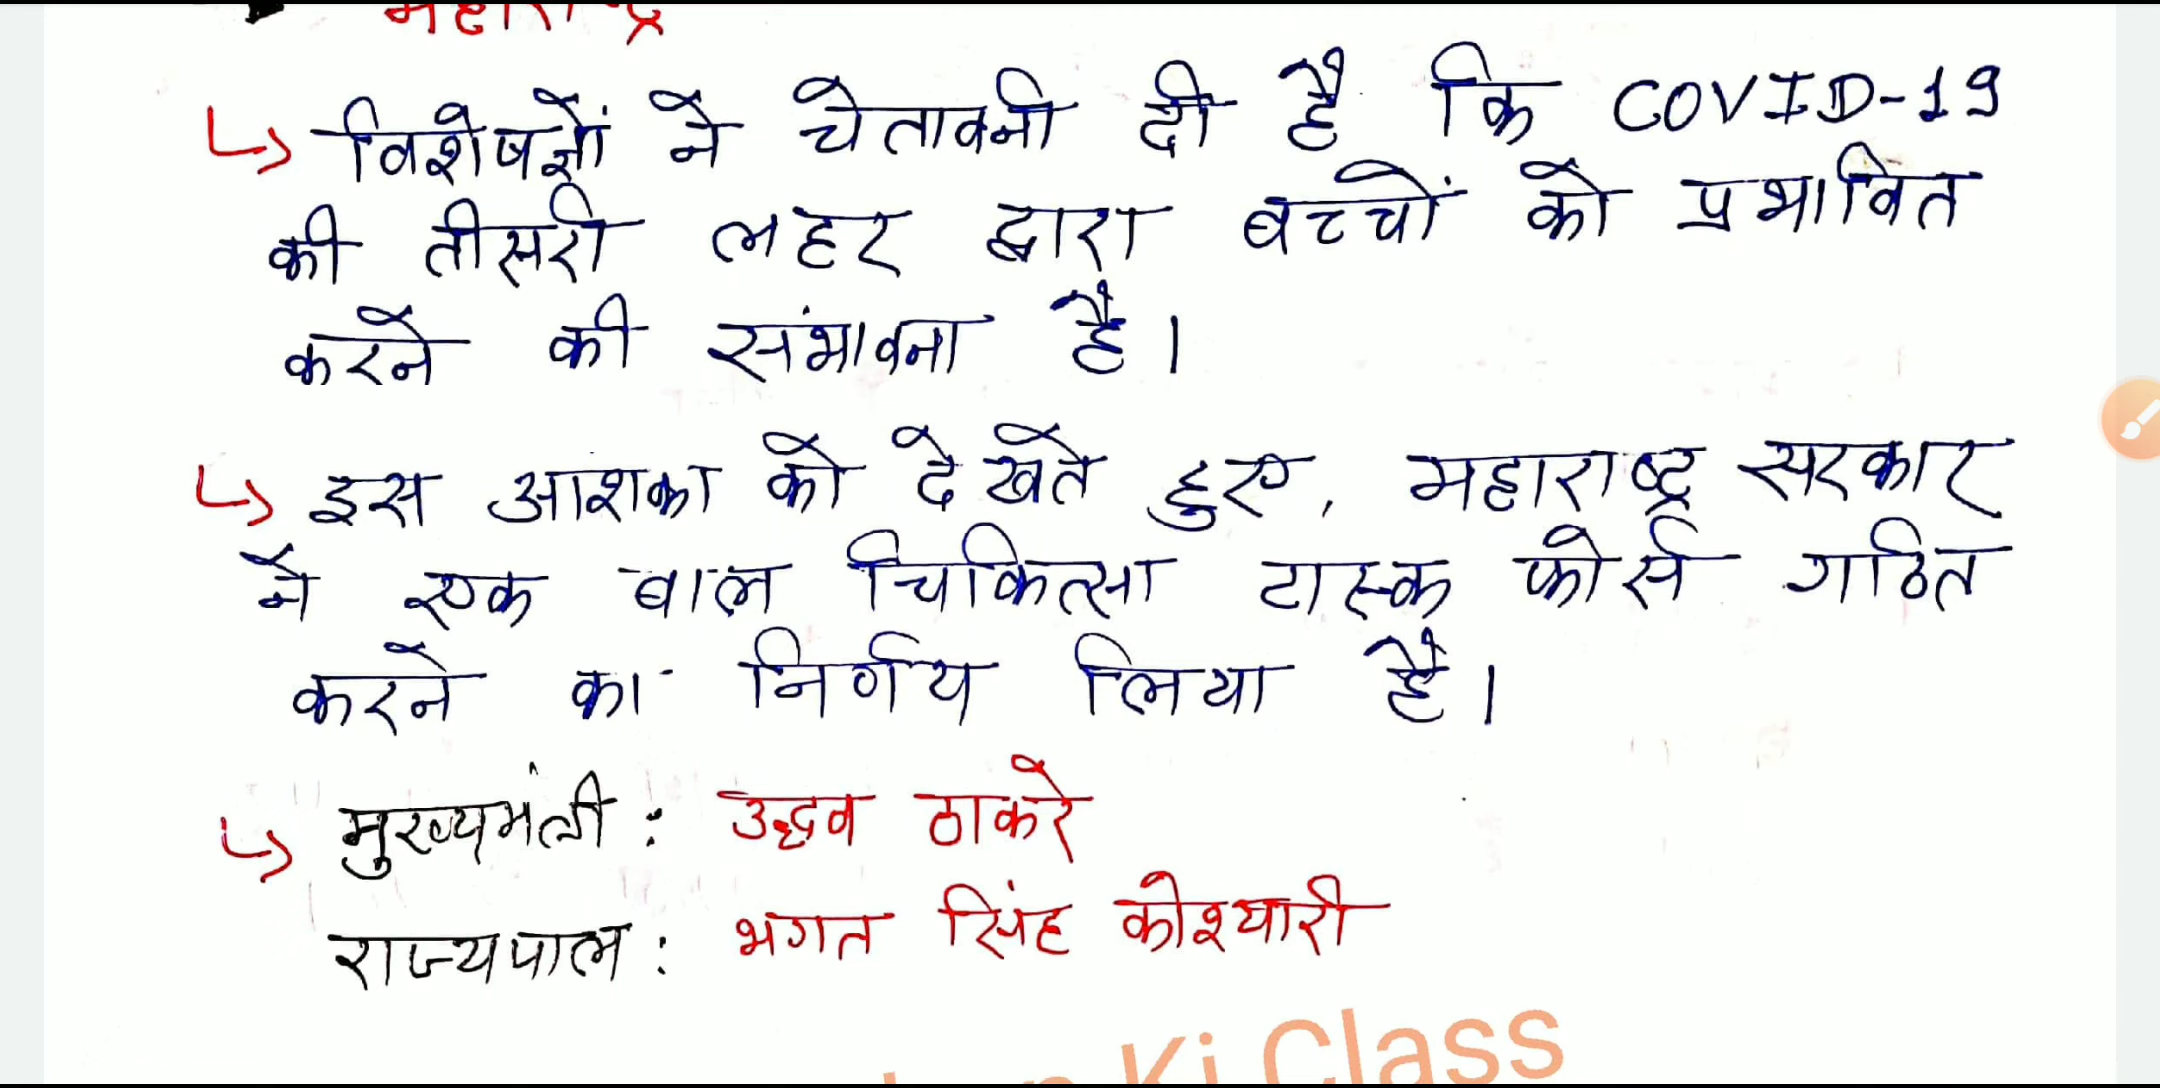 महाराष्ट्र
↳ विशेषज्ञों ने चेतावनी दी है कि COVID-19
की तीसरी लहर द्वारा बच्चों को प्रभावित
करने की संभावना है।
↳ इस आशंका को देखते हुए, महाराष्ट्र सरकार
ने एक बाल चिकित्सा टास्क फोर्स गठित
करने का निर्णय लिया है।
↳ मुख्यमंत्री : उद्धव ठाकरे
राज्यपाल : भगत सिंह कोश्यारी
Ki Class